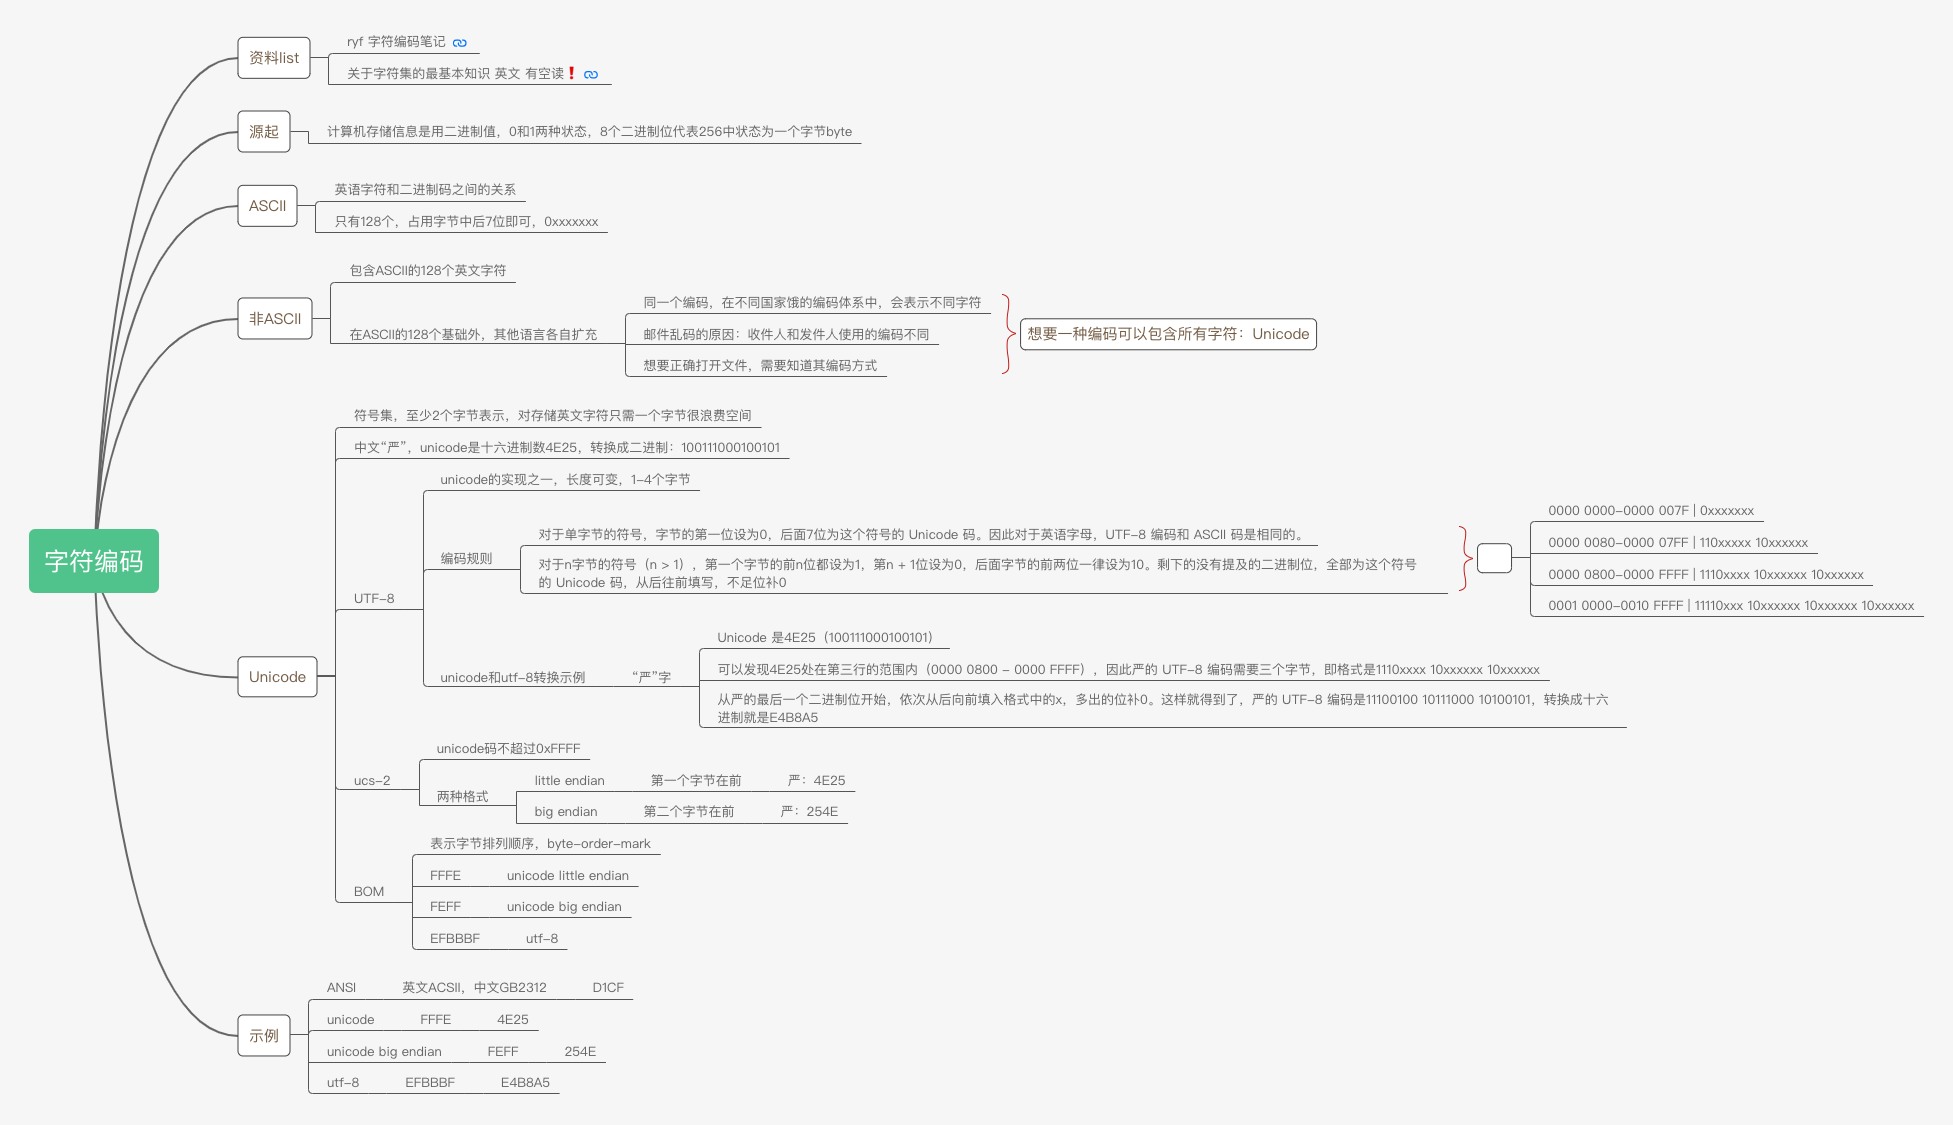 字符编码
资料list
ryf 字符编码笔记
关于字符集的最基本知识 英文 有空读❗
源起
计算机存储信息是用二进制值，0和1两种状态，8个二进制位代表256中状态为一个字节byte
ASCII
英语字符和二进制码之间的关系
只有128个，占用字节中后7位即可，0xxxxxxx
非ASCII
包含ASCII的128个英文字符
在ASCII的128个基础外，其他语言各自扩充
同一个编码，在不同国家饿的编码体系中，会表示不同字符
邮件乱码的原因：收件人和发件人使用的编码不同
想要正确打开文件，需要知道其编码方式
想要一种编码可以包含所有字符：Unicode
Unicode
符号集，至少2个字节表示，对存储英文字符只需一个字节很浪费空间
中文“严”，unicode是十六进制数4E25，转换成二进制：100111000100101
UTF-8
unicode的实现之一，长度可变，1-4个字节
编码规则
对于单字节的符号，字节的第一位设为0，后面7位为这个符号的 Unicode 码。因此对于英语字母，UTF-8 编码和 ASCII 码是相同的。
对于n字节的符号（n > 1），第一个字节的前n位都设为1，第n + 1位设为0，后面字节的前两位一律设为10。剩下的没有提及的二进制位，全部为这个符号
的 Unicode 码，从后往前填写，不足位补0
0000 0000-0000 007F | 0xxxxxxx
0000 0080-0000 07FF | 110xxxxx 10xxxxxx
0000 0800-0000 FFFF | 1110xxxx 10xxxxxx 10xxxxxx
0001 0000-0010 FFFF | 11110xxx 10xxxxxx 10xxxxxx 10xxxxxx
unicode和utf-8转换示例
“严”字
Unicode 是4E25（100111000100101）
可以发现4E25处在第三行的范围内（0000 0800 - 0000 FFFF），因此严的 UTF-8 编码需要三个字节，即格式是1110xxxx 10xxxxxx 10xxxxxx
从严的最后一个二进制位开始，依次从后向前填入格式中的x，多出的位补0。这样就得到了，严的 UTF-8 编码是11100100 10111000 10100101，转换成十六
进制就是E4B8A5
ucs-2
unicode码不超过0xFFFF
两种格式
little endian 第一个字节在前 严：4E25
big endian 第二个字节在前 严：254E
BOM
表示字节排列顺序，byte-order-mark
FFFE unicode little endian
FEFF unicode big endian
EFBBBF utf-8
示例
ANSI 英文ACSII，中文GB2312 D1CF
unicode FFFE 4E25
unicode big endian FEFF 254E
utf-8 EFBBBF E4B8A5